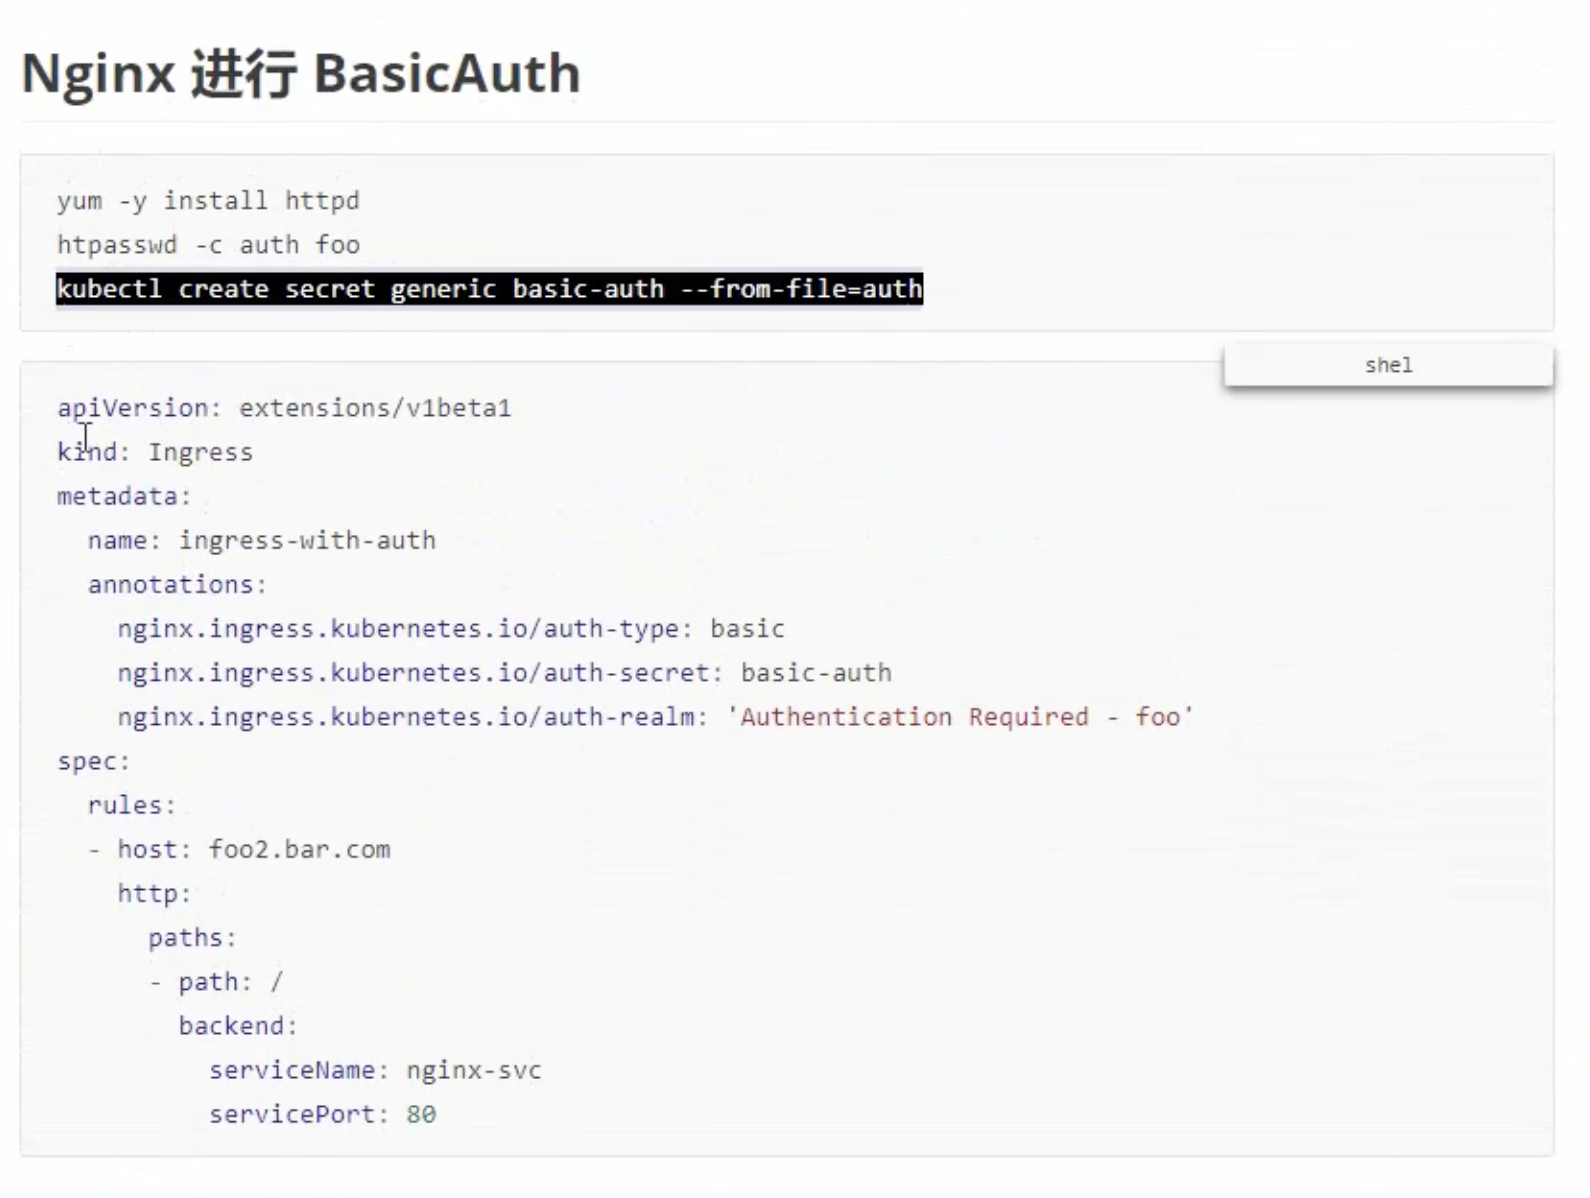 Nginx 进行 BasicAuth
yum -y install httpd
htpasswd -c auth foo
kubectl create secret generic basic-auth --from-file=auth
shel
apiVersion: extensions/v1beta1
kind: Ingress
metadata:
  name: ingress-with-auth
  annotations:
    nginx.ingress.kubernetes.io/auth-type: basic
    nginx.ingress.kubernetes.io/auth-secret: basic-auth
    nginx.ingress.kubernetes.io/auth-realm: 'Authentication Required - foo'
spec:
  rules:
  - host: foo2.bar.com
    http:
      paths:
      - path: /
        backend:
          serviceName: nginx-svc
          servicePort: 80